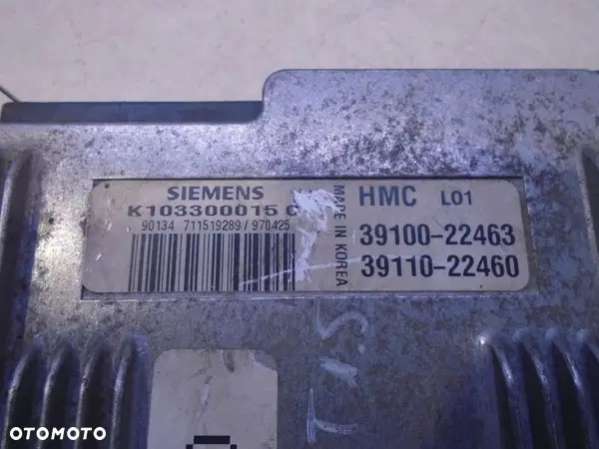 SIEMENS
K103300015 C
90134 711519289/970425
MADE IN KOREA
HMC L01
39100-22463
39110-22460
OTOMOTO